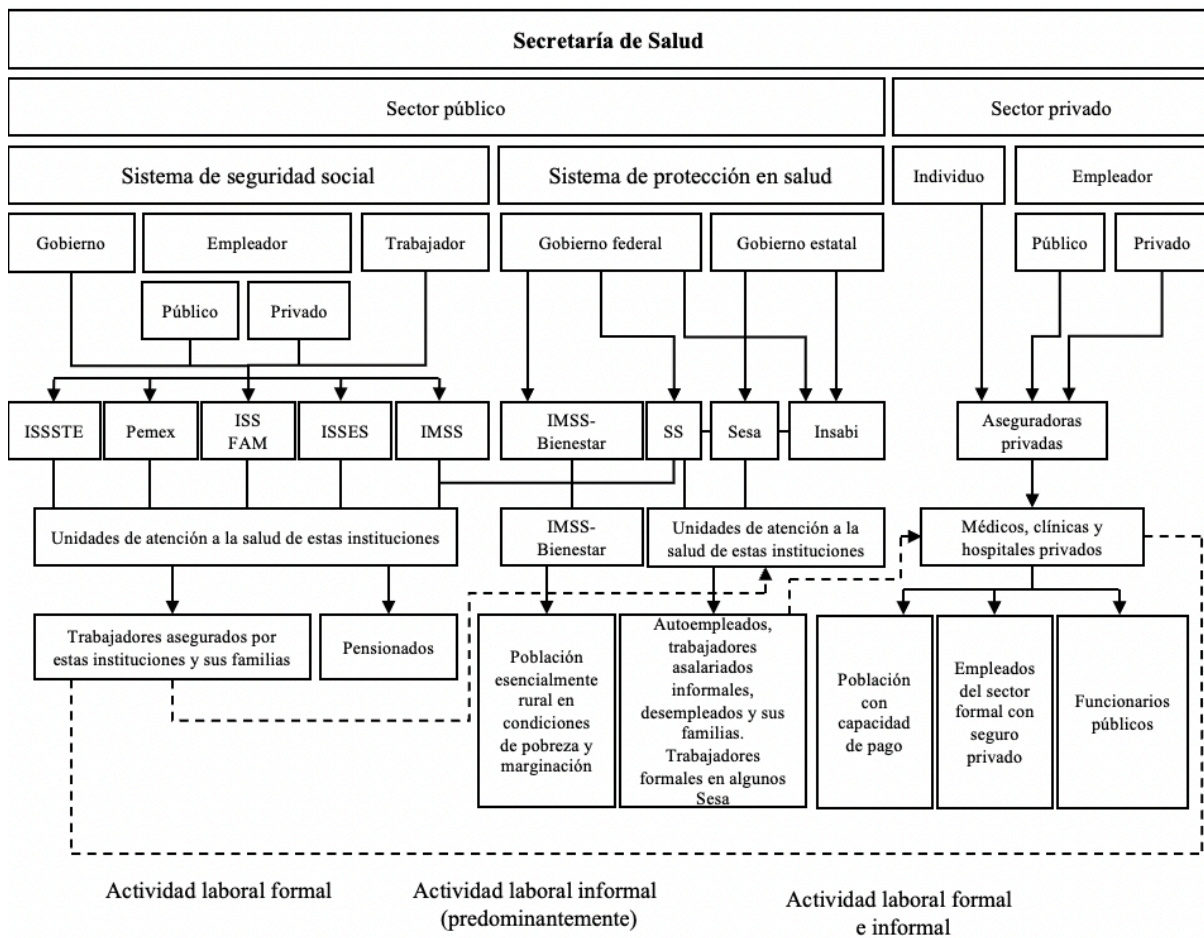 Secretaría de Salud
Sector público
Sector privado
Sistema de seguridad social
Sistema de protección en salud
Individuo
Empleador
Gobierno
Empleador
Trabajador
Gobierno federal
Gobierno estatal
Público
Privado
Público
Privado
ISSSTE
Pemex
ISS
FAM
ISSES
IMSS
IMSS-
Bienestar
SS
Sesa
Insabi
Aseguradoras
privadas
Unidades de atención a la salud de estas instituciones
IMSS-
Bienestar
Unidades de atención a la
salud de estas instituciones
Médicos, clínicas y
hospitales privados
Trabajadores asegurados por
estas instituciones y sus familias
Pensionados
Población
esencialmente
rural en
condiciones
de pobreza y
marginación
Autoempleados,
trabajadores
asalariados
informales,
desempleados y sus
familias.
Trabajadores
formales en algunos
Sesa
Población
con
capacidad
de pago
Empleados
del sector
formal con
seguro
privado
Funcionarios
públicos
Actividad laboral formal
Actividad laboral informal
(predominantemente)
Actividad laboral formal
e informal